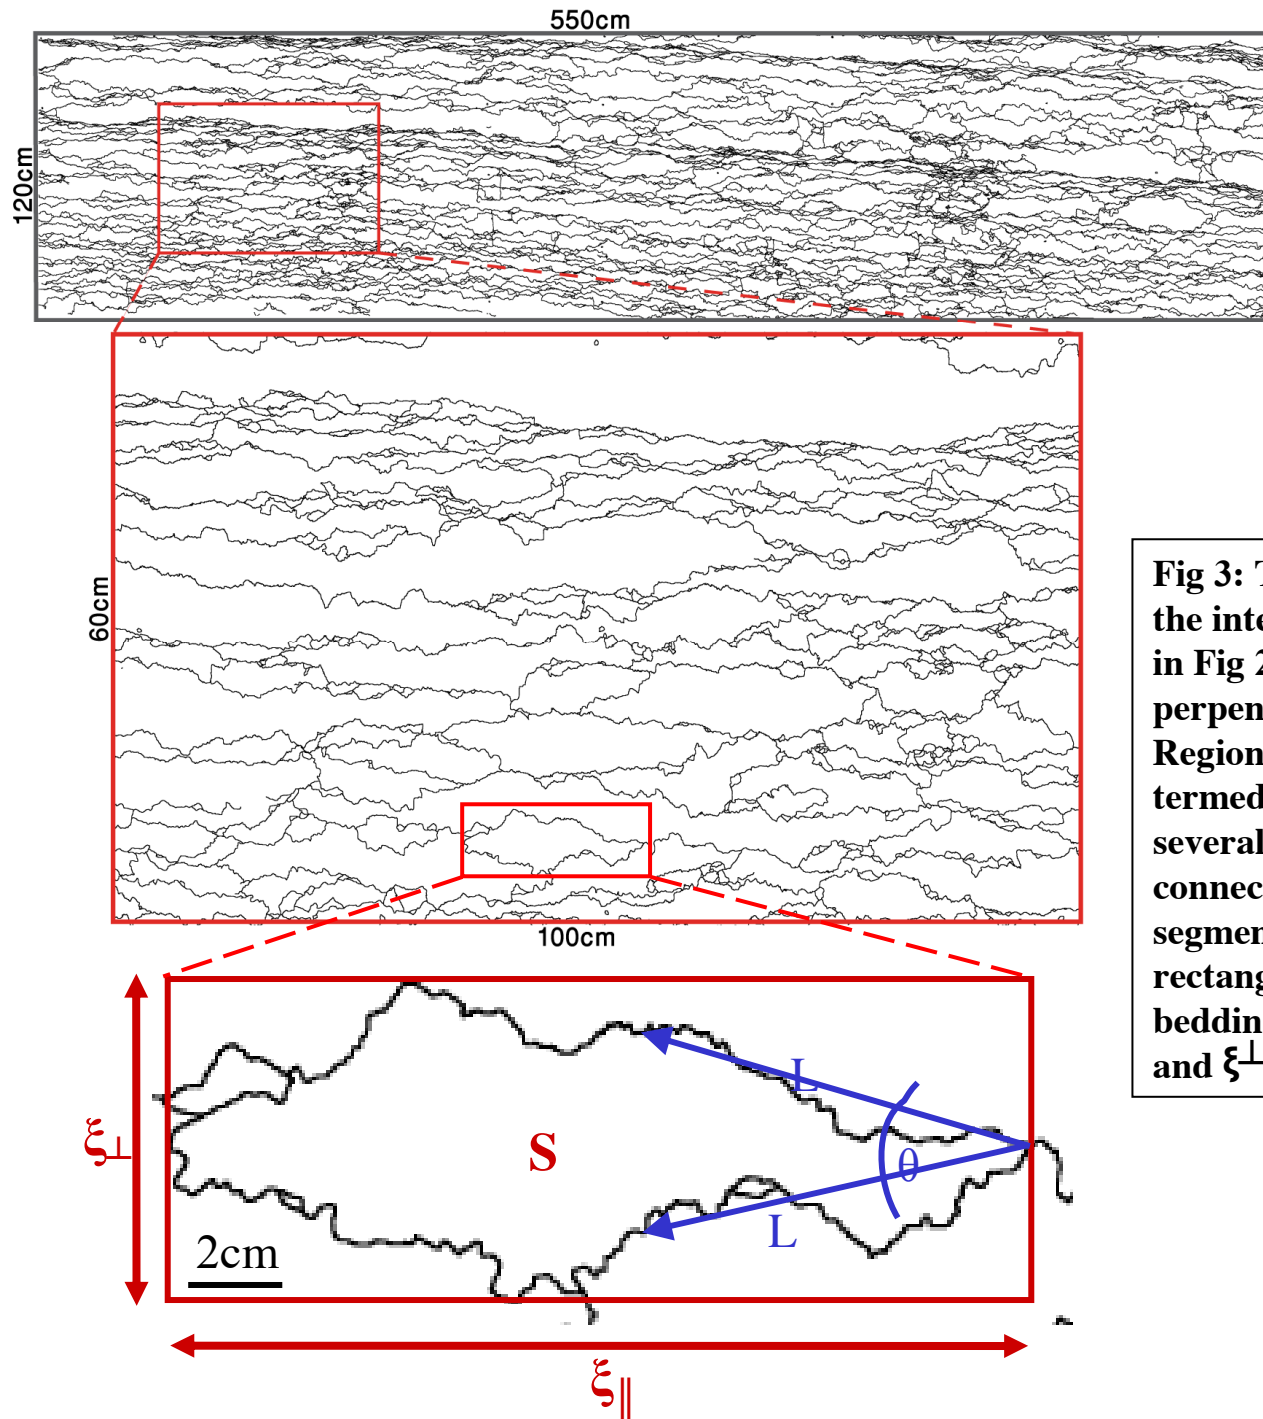 550cm
120cm
60cm
100cm
Fig 3: T
the inte
in Fig 2
perpen
Region
termed
several
connec
segmen
rectang
beddin
and ξ⊥
L
θ
S
L
2cm
ξ⊥
ξ∥